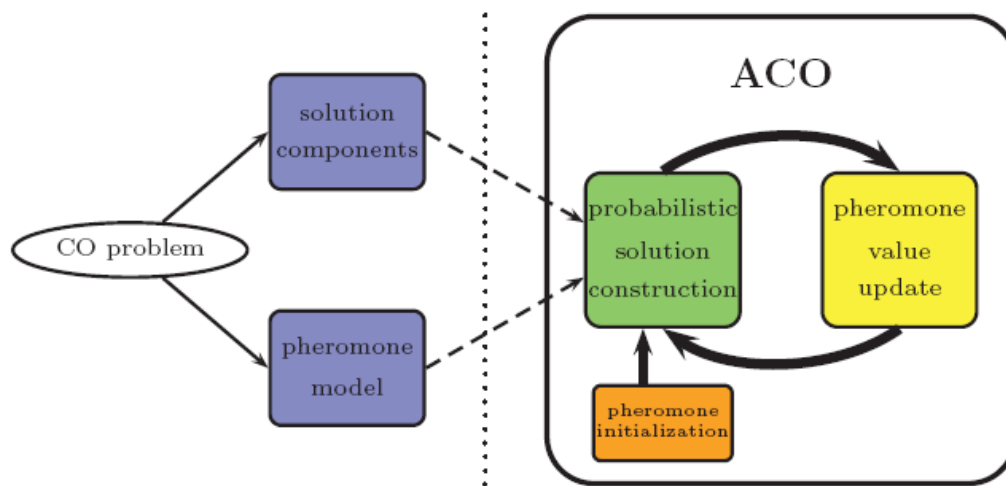 ACO
solution
components
CO problem
pheromone
model
probabilistic
solution
construction
pheromone
value
update
pheromone
initialization